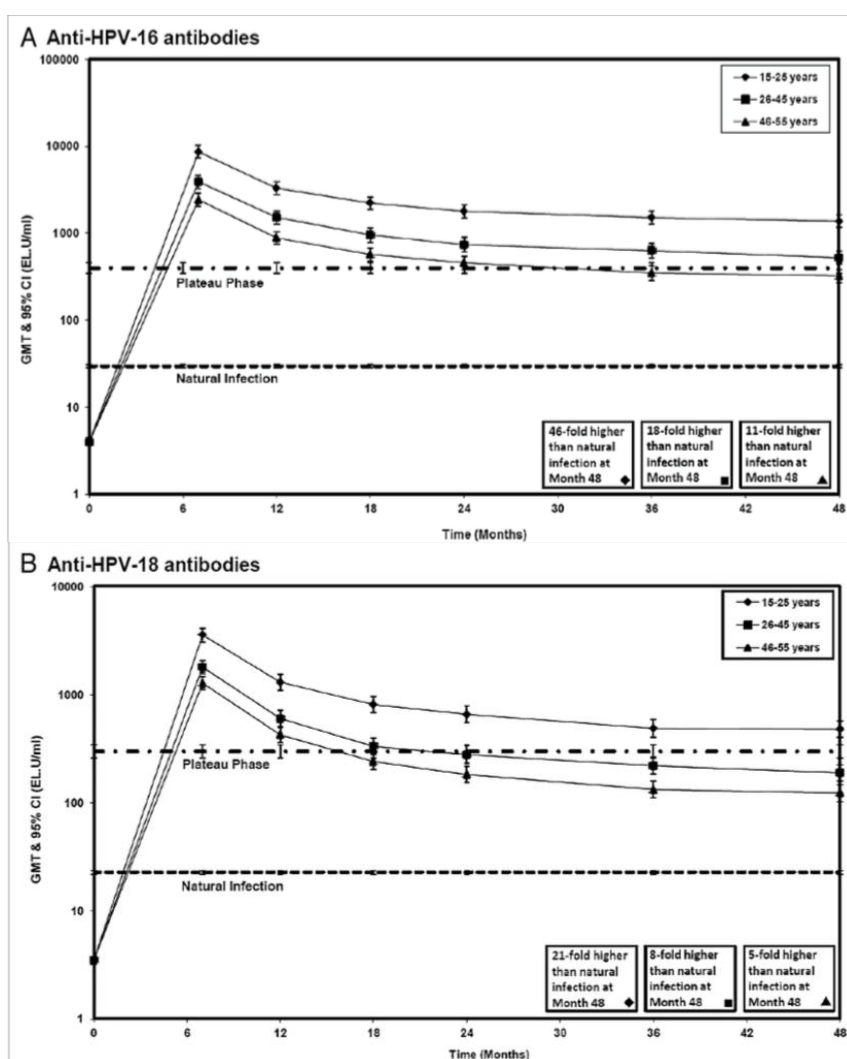 A Anti-HPV-16 antibodies
100000
10000
1000
100
10
1
GMT & 95% CI (EL.U/ml)
15-25 years
26-45 years
46-55 years
Plateau Phase
Natural Infection
46-fold higher
than natural
infection at
Month 48
18-fold higher
than natural
infection at
Month 48
11-fold higher
than natural
infection at
Month 48
0 6 12 18 24 30 36 42 48
Time (Months)
B Anti-HPV-18 antibodies
10000
1000
100
10
1
GMT & 95% CI (EL.U/ml)
15-25 years
26-45 years
46-55 years
Plateau Phase
Natural Infection
21-fold higher
than natural
infection at
Month 48
8-fold higher
than natural
infection at
Month 48
5-fold higher
than natural
infection at
Month 48
0 6 12 18 24 30 36 42 48
Time (Months)